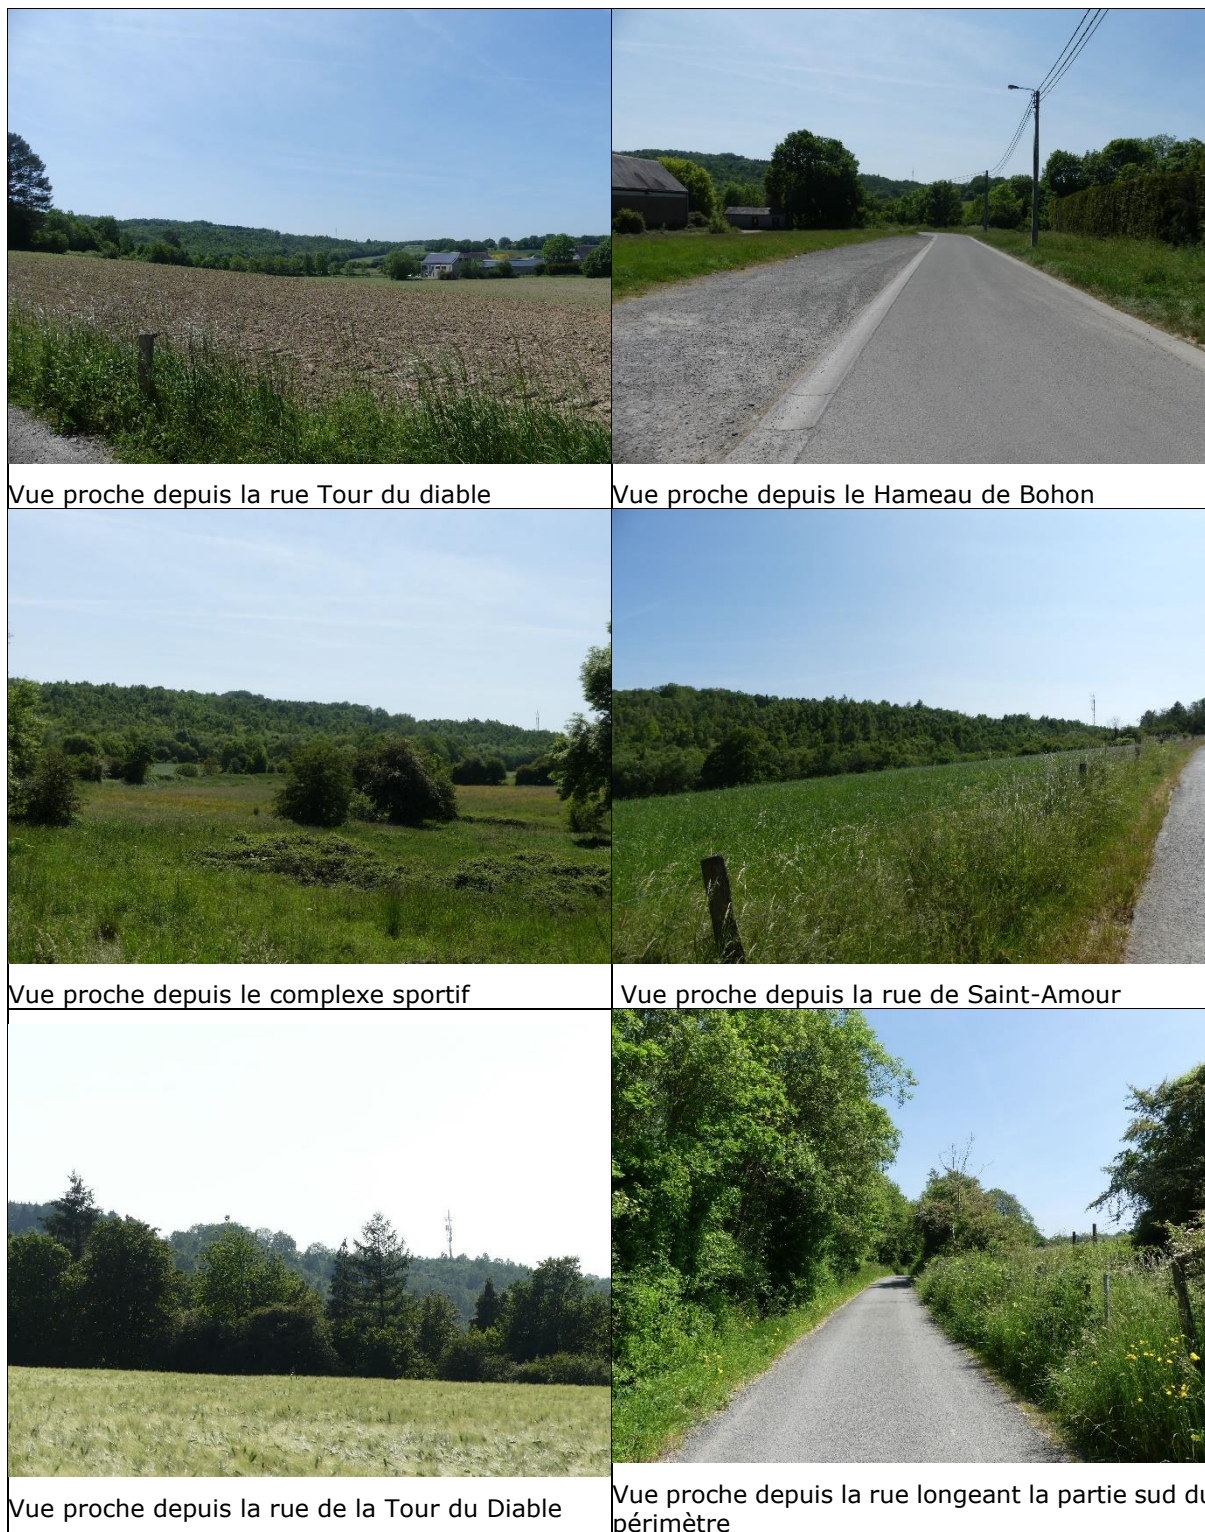 Vue proche depuis la rue Tour du diable
Vue proche depuis le Hameau de Bohon
Vue proche depuis le complexe sportif
Vue proche depuis la rue de Saint-Amour
Vue proche depuis la rue de la Tour du Diable
Vue proche depuis la rue longeant la partie sud du
périmètre